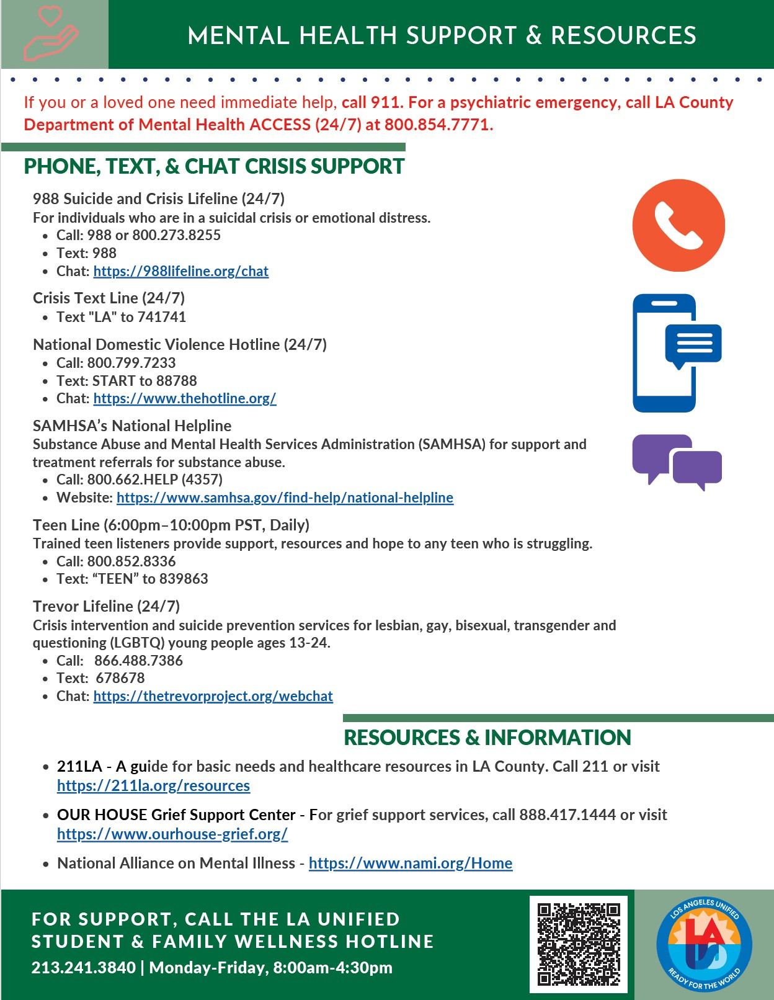 MENTAL HEALTH SUPPORT & RESOURCES
If you or a loved one need immediate help, call 911. For a psychiatric emergency, call LA County
Department of Mental Health ACCESS (24/7) at 800.854.7771.
PHONE, TEXT, & CHAT CRISIS SUPPORT
988 Suicide and Crisis Lifeline (24/7)
For individuals who are in a suicidal crisis or emotional distress.
• Call: 988 or 800.273.8255
• Text: 988
• Chat: https://988lifeline.org/chat
Crisis Text Line (24/7)
• Text "LA" to 741741
National Domestic Violence Hotline (24/7)
• Call: 800.799.7233
• Text: START to 88788
• Chat: https://www.thehotline.org/
SAMHSA’s National Helpline
Substance Abuse and Mental Health Services Administration (SAMHSA) for support and
treatment referrals for substance abuse.
• Call: 800.662.HELP (4357)
• Website: https://www.samhsa.gov/find-help/national-helpline
Teen Line (6:00pm–10:00pm PST, Daily)
Trained teen listeners provide support, resources and hope to any teen who is struggling.
• Call: 800.852.8336
• Text: “TEEN” to 839863
Trevor Lifeline (24/7)
Crisis intervention and suicide prevention services for lesbian, gay, bisexual, transgender and
questioning (LGBTQ) young people ages 13-24.
• Call: 866.488.7386
• Text: 678678
• Chat: https://thetrevorproject.org/webchat
RESOURCES & INFORMATION
• 211LA - A guide for basic needs and healthcare resources in LA County. Call 211 or visit
https://211la.org/resources
• OUR HOUSE Grief Support Center - For grief support services, call 888.417.1444 or visit
https://www.ourhouse-grief.org/
• National Alliance on Mental Illness - https://www.nami.org/Home
FOR SUPPORT, CALL THE LA UNIFIED
STUDENT & FAMILY WELLNESS HOTLINE
213.241.3840 | Monday-Friday, 8:00am-4:30pm
LOS ANGELES UNIFIED
LA
USD
READY FOR THE WORLD